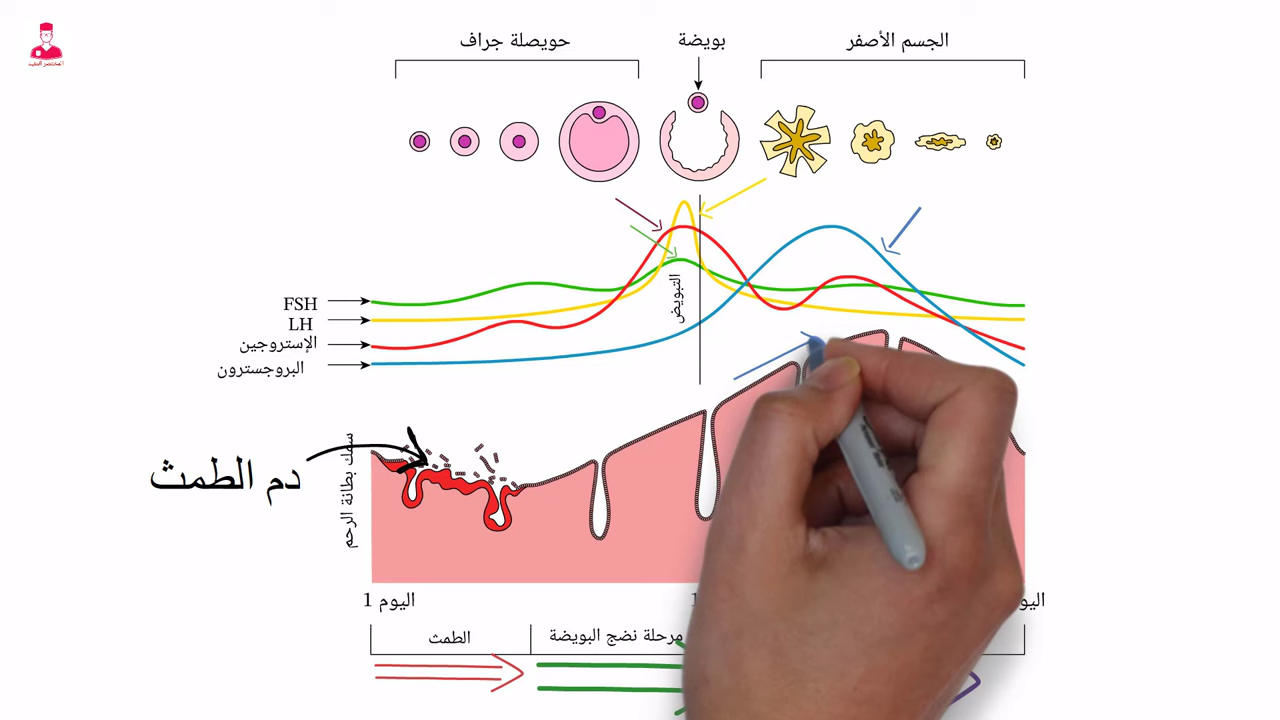 حويصلة جراف
بويضة
الجسم الأصفر
التبويض
FSH
LH
الإستروجين
البروجسترون
دم الطمث
سمك بطانة الرحم
اليوم 1
الطمث
مرحلة نضج البويضة